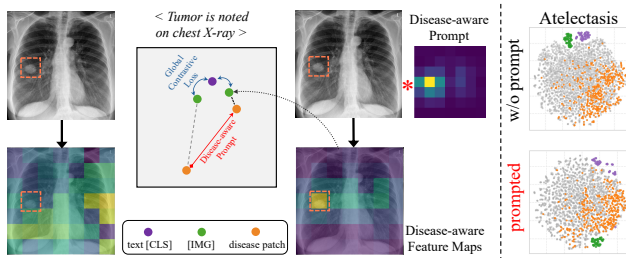 < Tumor is noted
on chest X-ray >
Global
Contrastive
Loss
Disease-aware
Prompt
text [CLS]
[IMG]
disease patch
Disease-aware
Prompt
*
Disease-aware
Feature Maps
Atelectasis
w/o prompt
prompted